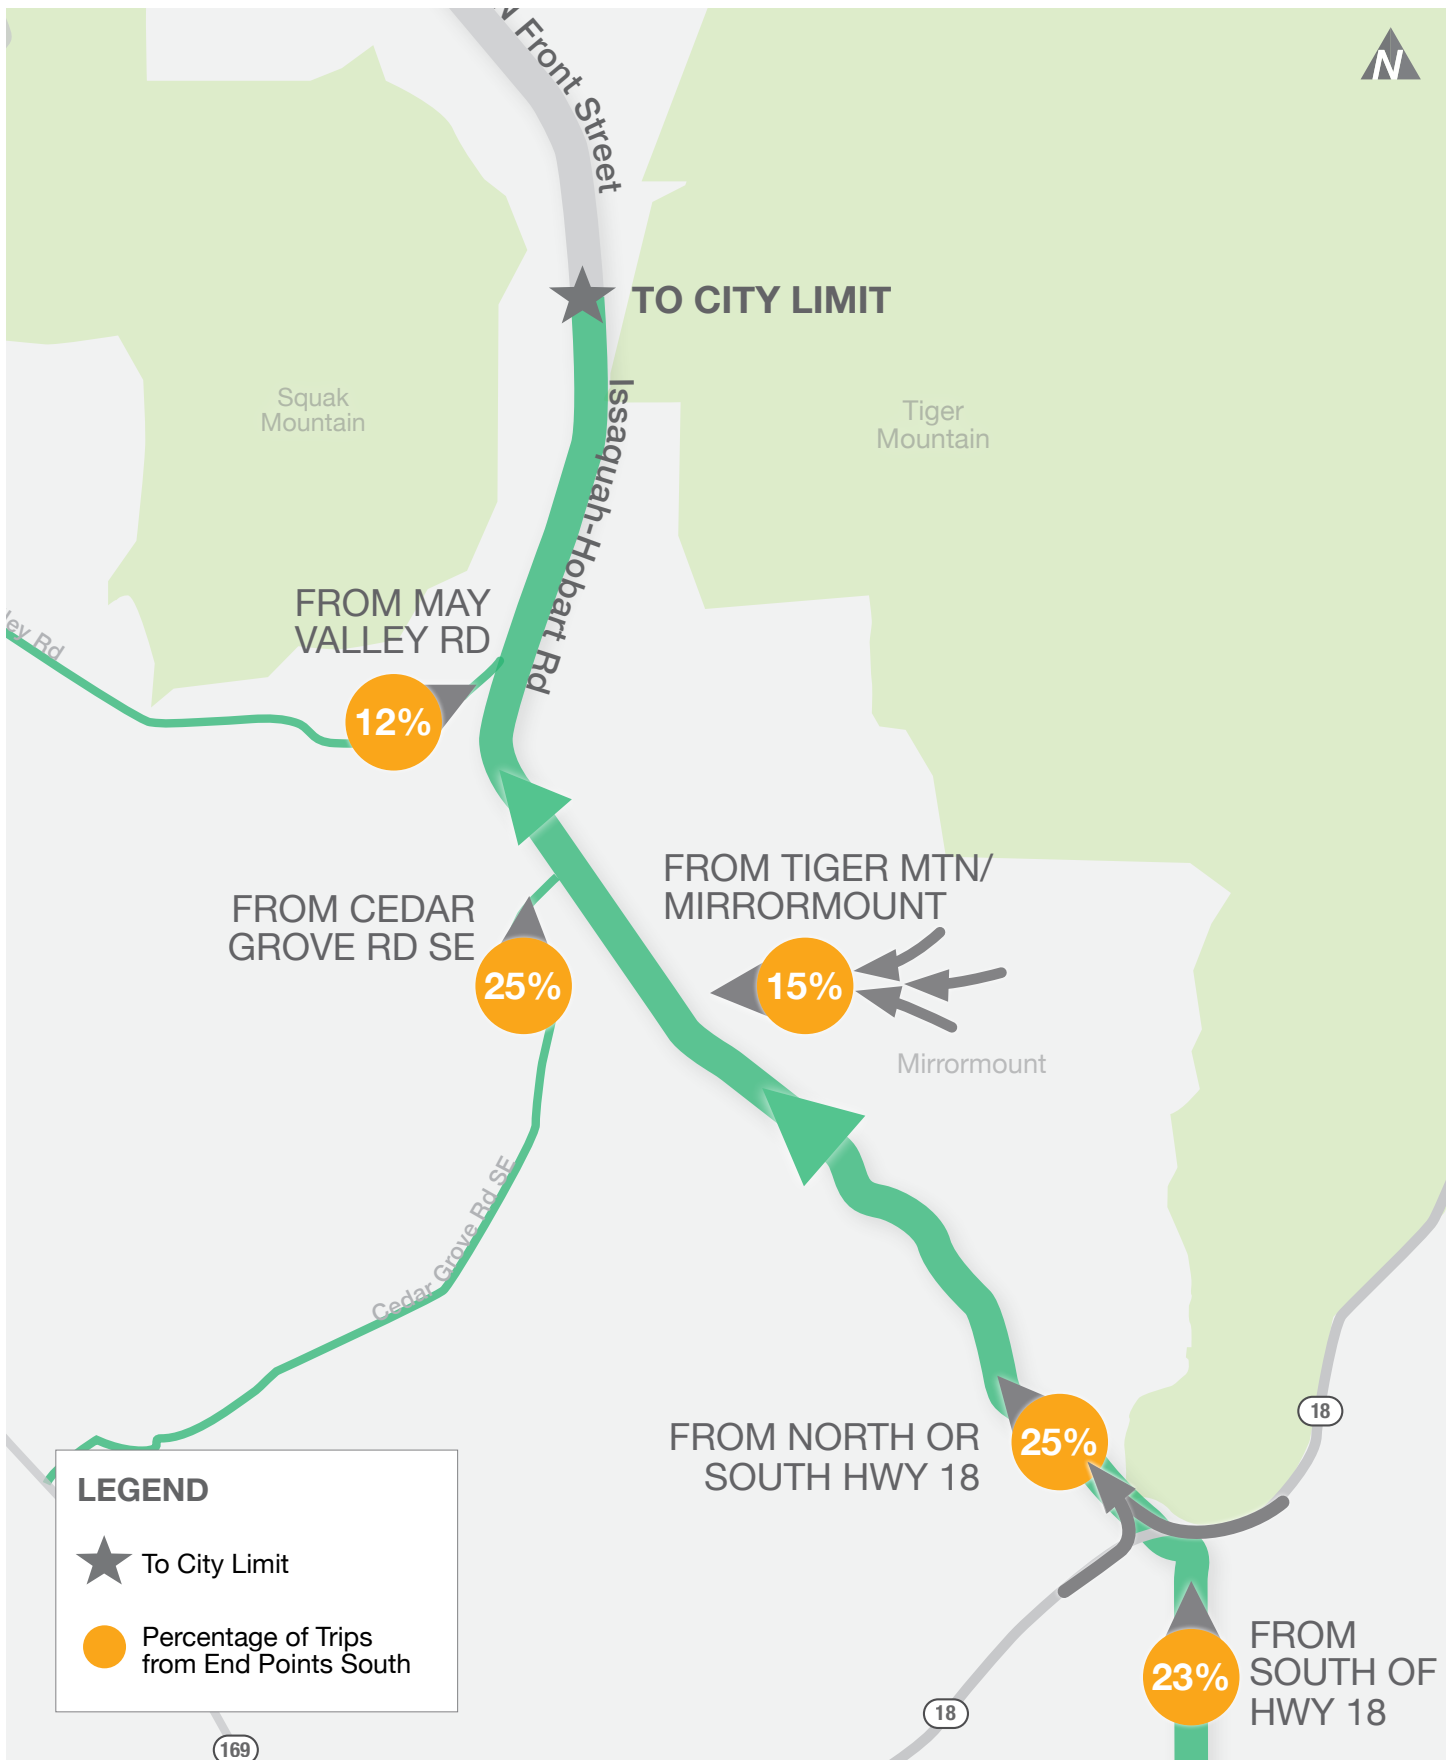 N Front Street
N
TO CITY LIMIT
Squak
Mountain
Tiger
Mountain
Issaquah-Hobart Rd
FROM MAY
VALLEY RD
ley Rd
12%
FROM TIGER MTN/
MIRRORMOUNT
FROM CEDAR
GROVE RD SE
25%
15%
Mirrormount
Cedar Grove Rd SE
18
FROM NORTH OR
SOUTH HWY 18
25%
LEGEND
To City Limit
Percentage of Trips
from End Points South
FROM
SOUTH OF
HWY 18
23%
18
169